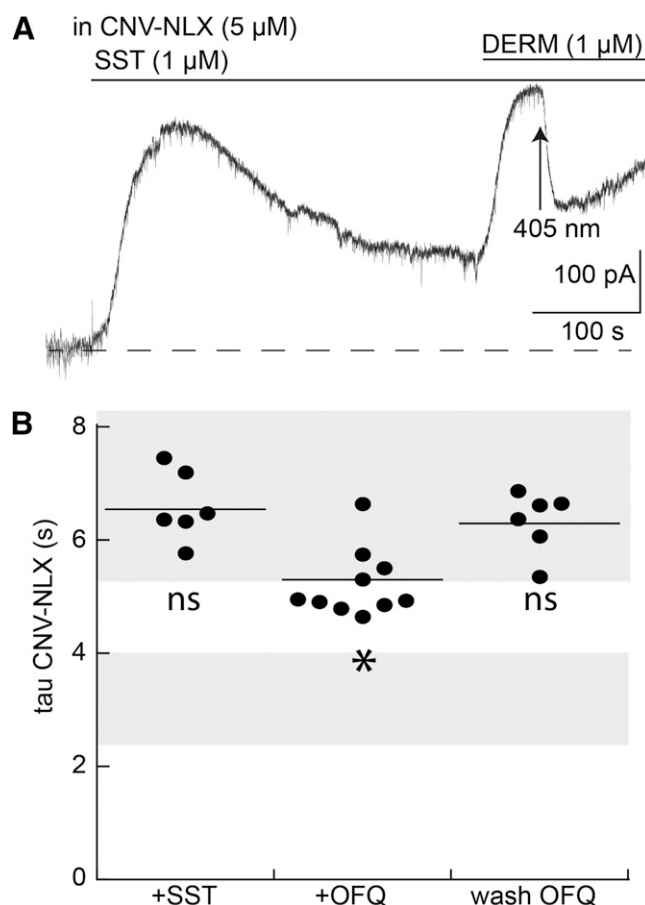 A
in CNV-NLX (5 μM)
SST (1 μM)
DERM (1 μM)
405 nm
100 pA
100 s
B
tau CNV-NLX (s)
8
6
4
2
0
ns
*
ns
+SST
+OFQ
wash OFQ